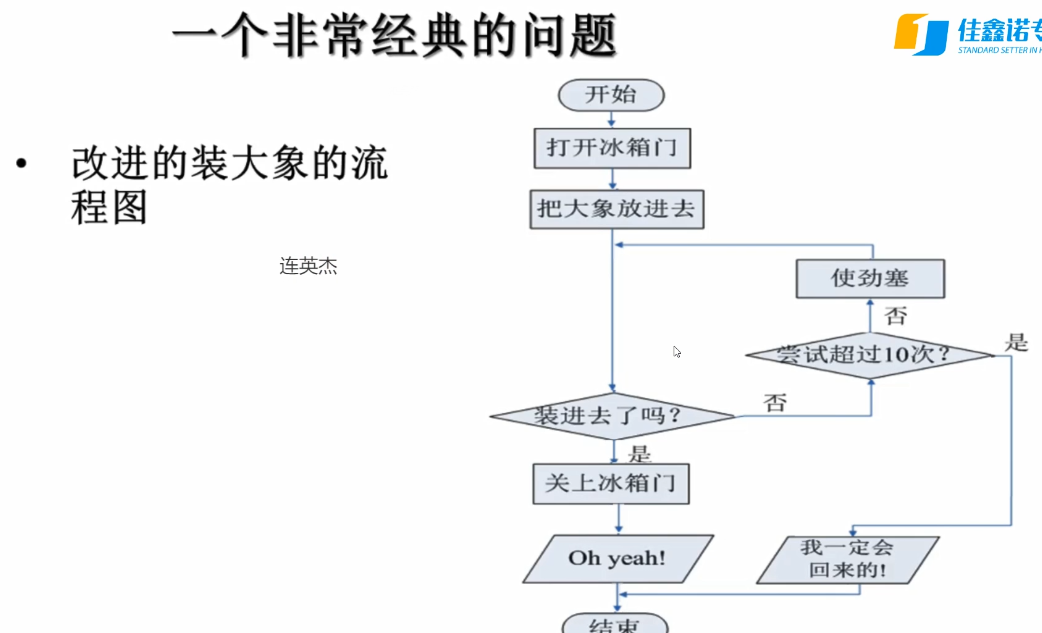 一个非常经典的问题
佳鑫诺专
STANDARD SETTER IN H
• 改进的装大象的流
程图
连英杰
开始
打开冰箱门
把大象放进去
使劲塞
否
尝试超过10次?
是
装进去了吗?
否
是
关上冰箱门
Oh yeah!
我一定会
回来的!
结束